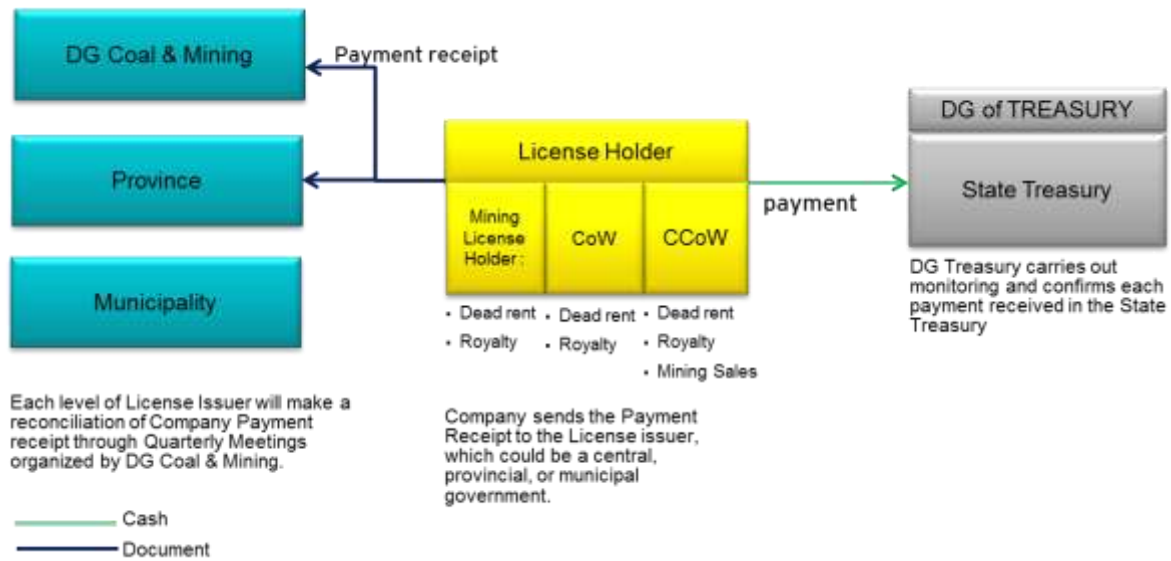 DG Coal & Mining
Payment receipt
Province
Municipality
License Holder
Mining
License
Holder :
CoW
CCoW
• Dead rent
• Royalty
• Dead rent
• Royalty
• Dead rent
• Royalty
• Mining Sales
payment
DG of TREASURY
State Treasury
DG Treasury carries out
monitoring and confirms each
payment received in the State
Treasury
Each level of License Issuer will make a
reconciliation of Company Payment
receipt through Quarterly Meetings
organized by DG Coal & Mining.
Company sends the Payment
Receipt to the License issuer,
which could be a central,
provincial, or municipal
government.
Cash
Document